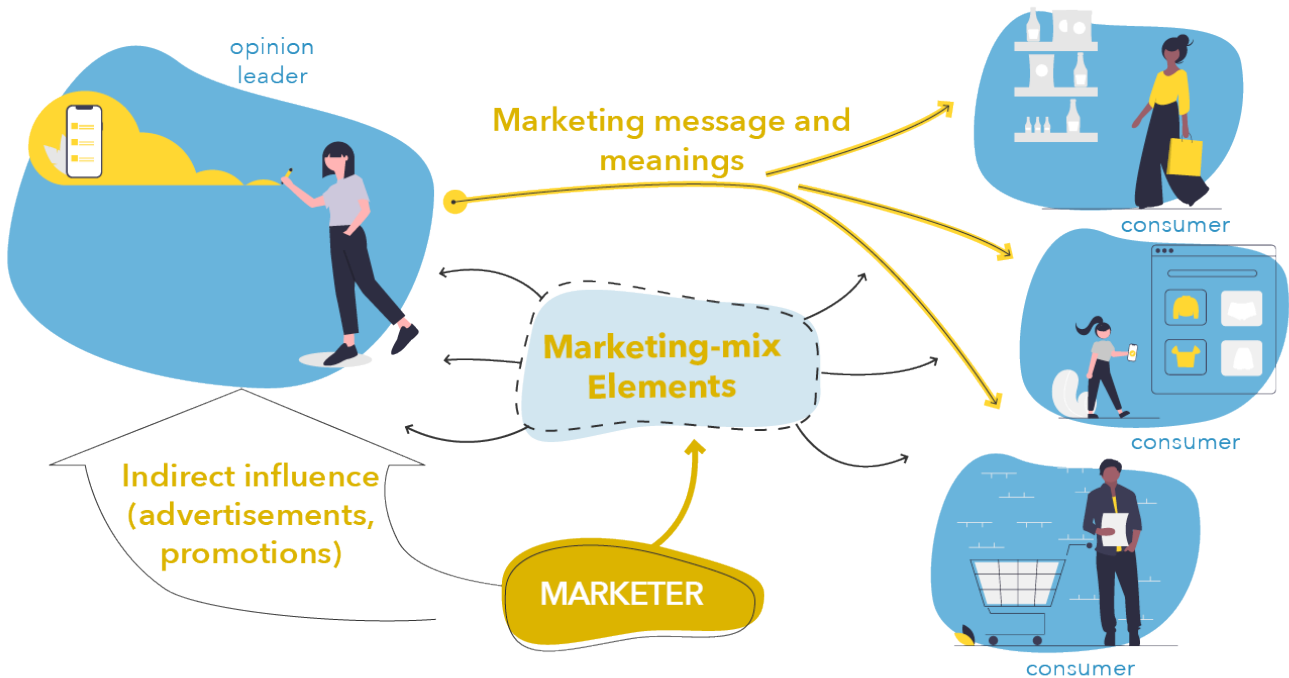 opinion
leader
Marketing message and
meanings
consumer
Marketing-mix
Elements
consumer
Indirect influence
(advertisements,
promotions)
MARKETER
consumer